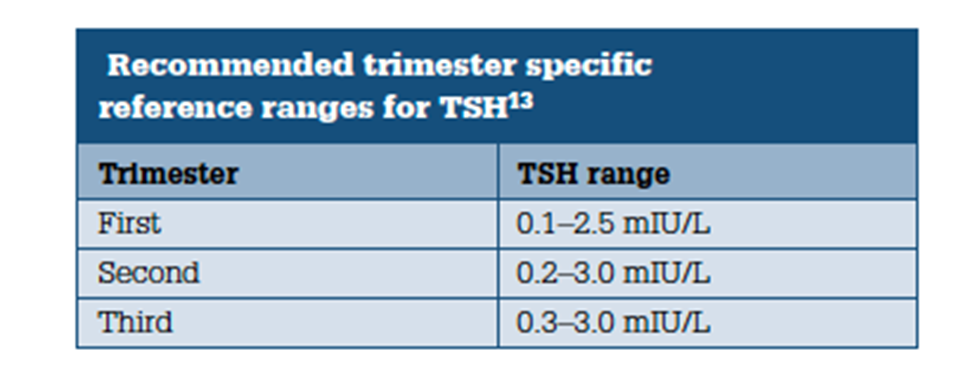 Recommended trimester specific
reference ranges for TSH13
Trimester TSH range
First 0.1–2.5 mIU/L
Second 0.2–3.0 mIU/L
Third 0.3–3.0 mIU/L